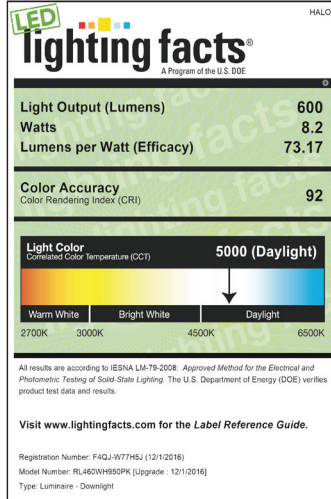 HALO
LED
lighting facts®
A Program of the U.S. DOE
Light Output (Lumens) 600
Watts 8.2
Lumens per Watt (Efficacy) 73.17
Color Accuracy
Color Rendering Index (CRI) 92
Light Color
Correlated Color Temperature (CCT) 5000 (Daylight)
Warm White Bright White Daylight
2700K 3000K 4500K 6500K
All results are according to IESNA LM-79-2008: Approved Method for the Electrical and
Photometric Testing of Solid-State Lighting. The U.S. Department of Energy (DOE) verifies
product test data and results.
Visit www.lightingfacts.com for the Label Reference Guide.
Registration Number: F4QJ-W77H5J (12/1/2016)
Model Number: RL460WH950PK [Upgrade : 12/1/2016]
Type: Luminaire - Downlight